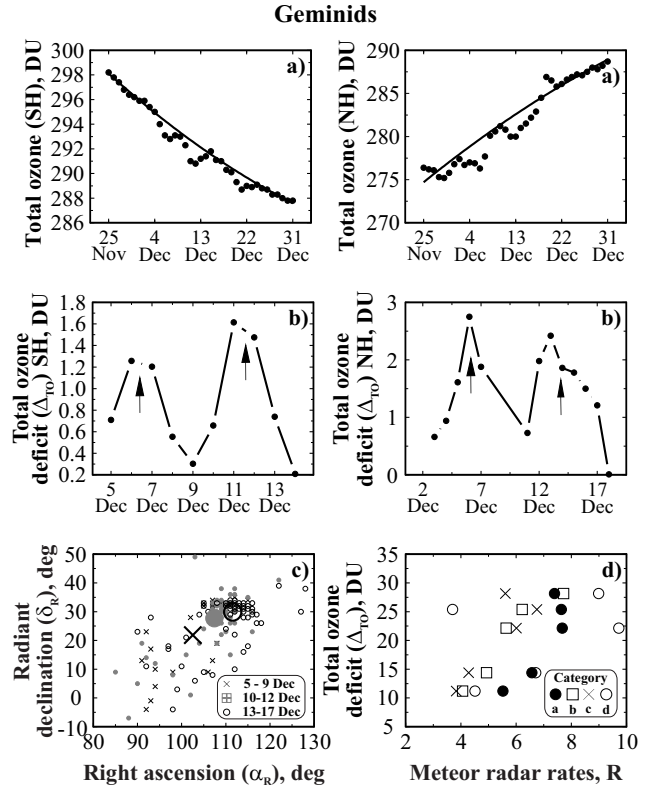 Geminids
Total ozone (SH), DU
300
298
296
294
292
290
288
286
a)
25 Nov
4 Dec
13 Dec
22 Dec
31 Dec
Total ozone (NH), DU
290
285
280
275
270
a)
25 Nov
4 Dec
13 Dec
22 Dec
31 Dec
Total ozone
deficit (Δ_TO) SH, DU
1.8
1.6
1.4
1.2
1.0
0.8
0.6
0.4
0.2
b)
5 Dec
7 Dec
9 Dec
11 Dec
13 Dec
Total ozone
deficit (Δ_TO) NH, DU
3
2
1
0
b)
2 Dec
7 Dec
12 Dec
17 Dec
Radiant
declination (δ_R), deg
50
40
30
20
10
0
-10
c)
5 - 9 Dec
10-12 Dec
13-17 Dec
80
90
100
110
120
130
Right ascension (α_R), deg
Total ozone
deficit (Δ_TO), DU
35
30
25
20
15
10
5
d)
Category
a b c d
2
4
6
8
10
Meteor radar rates, R